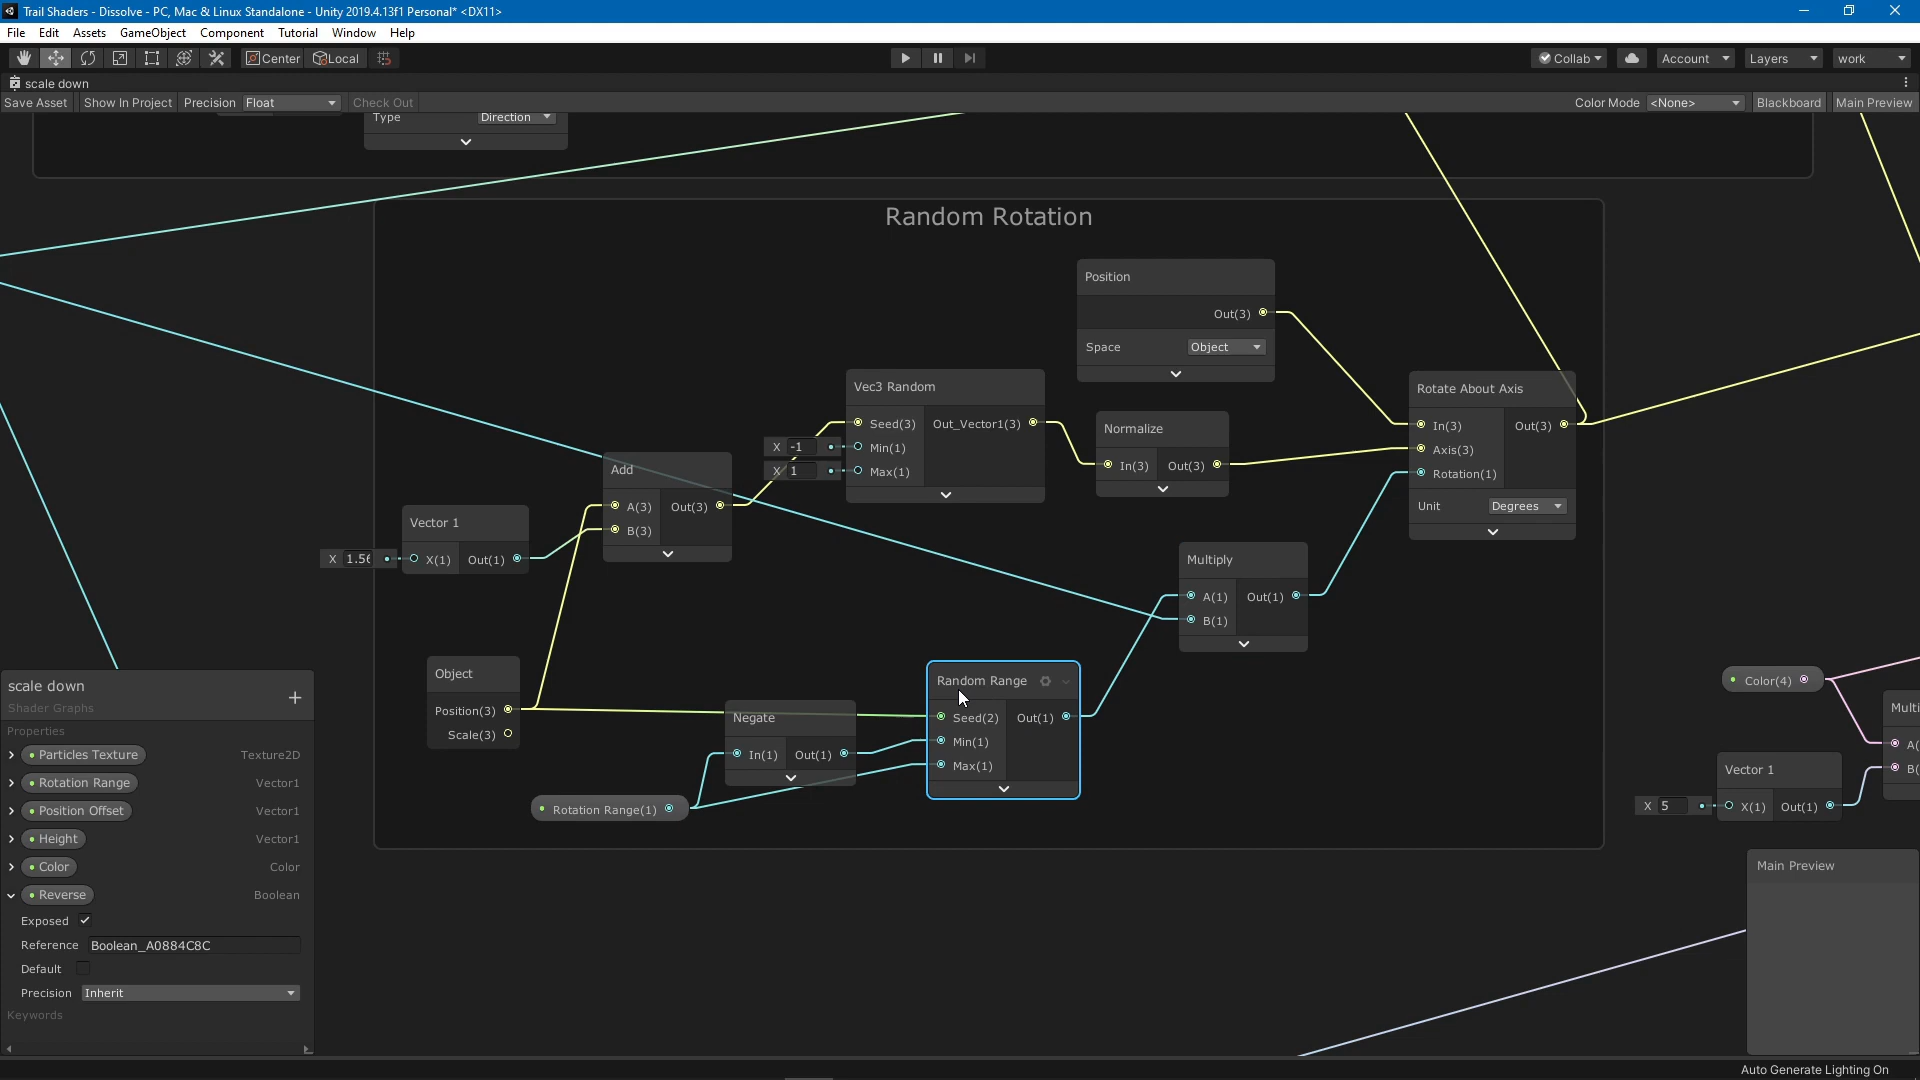 Trail Shaders - Dissolve - PC, Mac & Linux Standalone - Unity 2019.4.13f1 Personal* <DX11>
File Edit Assets GameObject Component Tutorial Window Help
Center Local Collab Account Layers work
scale down
Save Asset Show In Project Precision Float Check Out Color Mode <None> Blackboard Main Preview
Type Direction
Random Rotation
Position
Out(3)
Space Object
Vec3 Random
Seed(3) Out_Vector1(3)
X -1 Min(1)
X 1 Max(1)
Normalize
In(3) Out(3)
Rotate About Axis
In(3) Out(3)
Axis(3)
Rotation(1)
Unit Degrees
Add
A(3) Out(3)
B(3)
Vector 1
X 1.56 X(1) Out(1)
Multiply
A(1) Out(1)
B(1)
Object
Position(3)
Scale(3)
Negate
In(1) Out(1)
Random Range
Seed(2) Out(1)
Min(1)
Max(1)
Rotation Range(1)
Color(4)
Multi
A(
B(
Vector 1
X 5 X(1) Out(1)
scale down
Shader Graphs
Properties
Particles Texture Texture2D
Rotation Range Vector1
Position Offset Vector1
Height Vector1
Color Color
Reverse Boolean
Exposed
Reference Boolean_A0884C8C
Default
Precision Inherit
Keywords
Main Preview
Auto Generate Lighting On